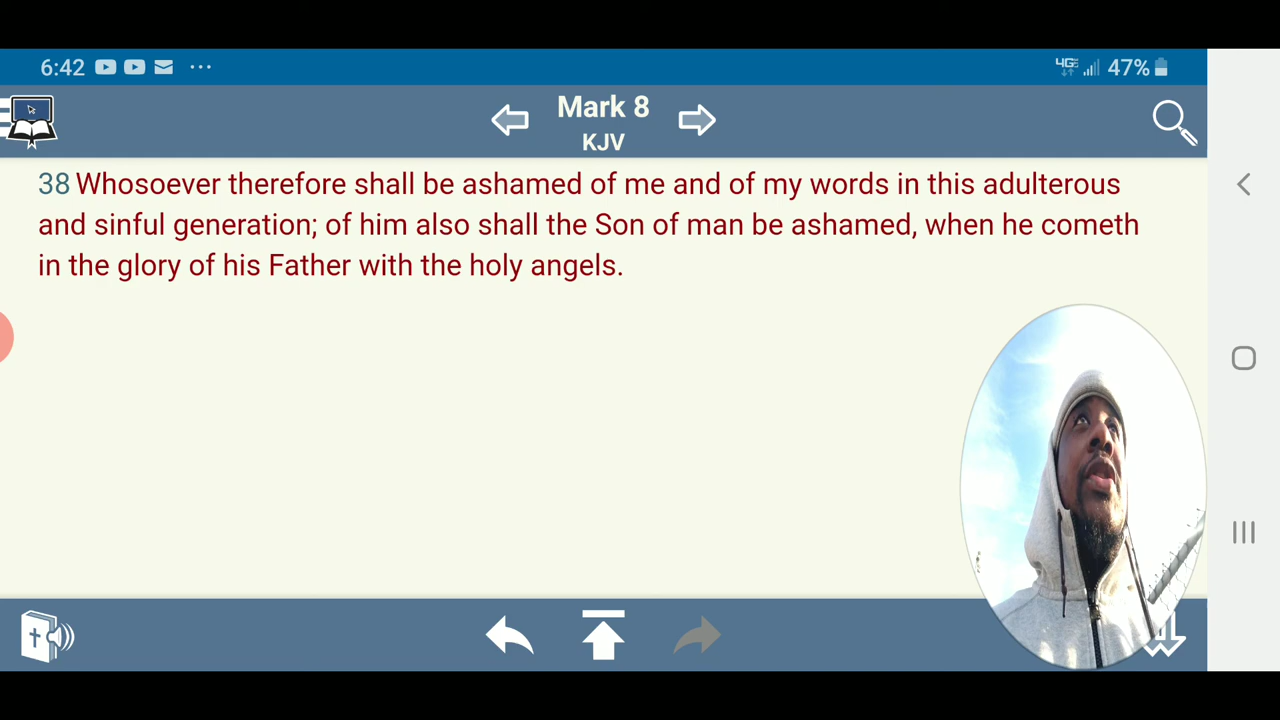 6:42 4G 47%
Mark 8
KJV
38 Whosoever therefore shall be ashamed of me and of my words in this adulterous
and sinful generation; of him also shall the Son of man be ashamed, when he cometh
in the glory of his Father with the holy angels.